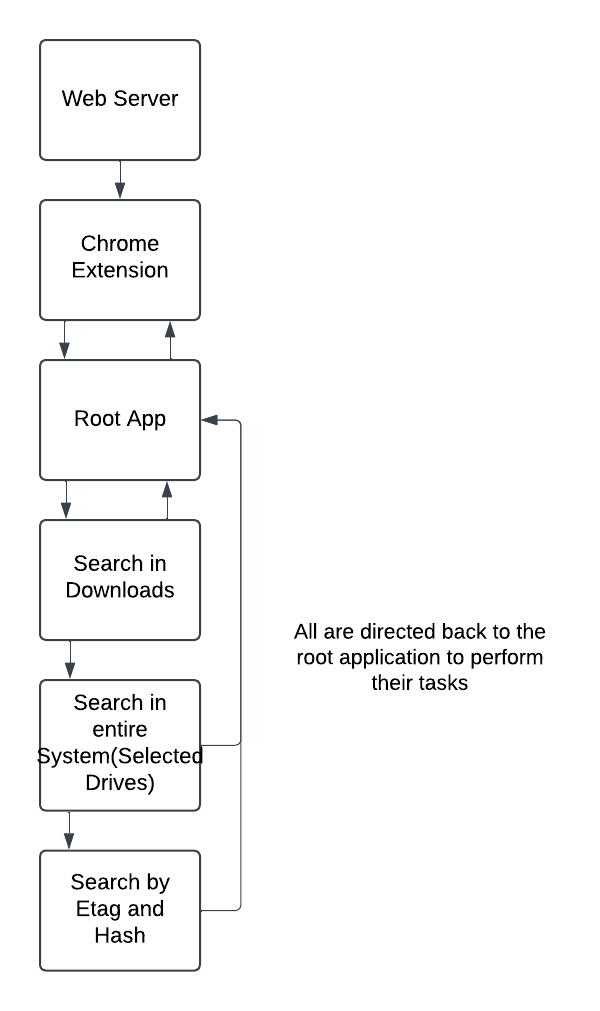 Web Server
Chrome
Extension
Root App
Search in
Downloads
All are directed back to the
root application to perform
their tasks
Search in
entire
System(Selected
Drives)
Search by
Etag and
Hash